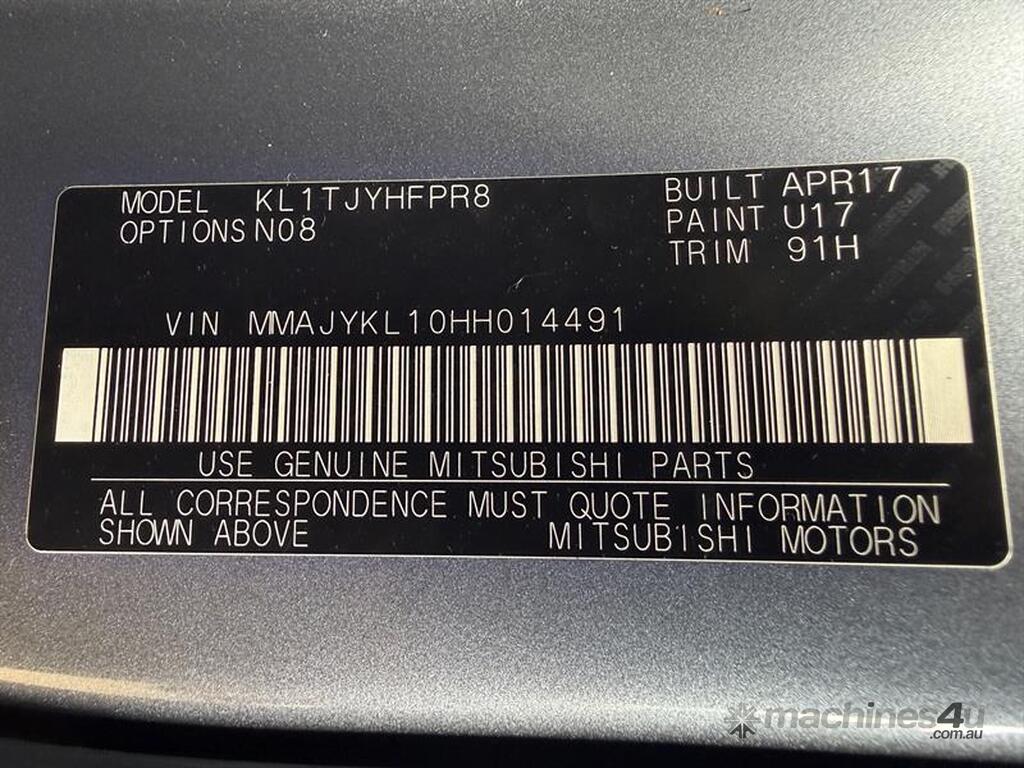 MODEL KL1TJYHFPR8 BUILT APR17
OPTIONS N08 PAINT U17
TRIM 91H
VIN MMAJYKL10HH014491
USE GENUINE MITSUBISHI PARTS
ALL CORRESPONDENCE MUST QUOTE INFORMATION
SHOWN ABOVE MITSUBISHI MOTORS
machines4u
.com.au